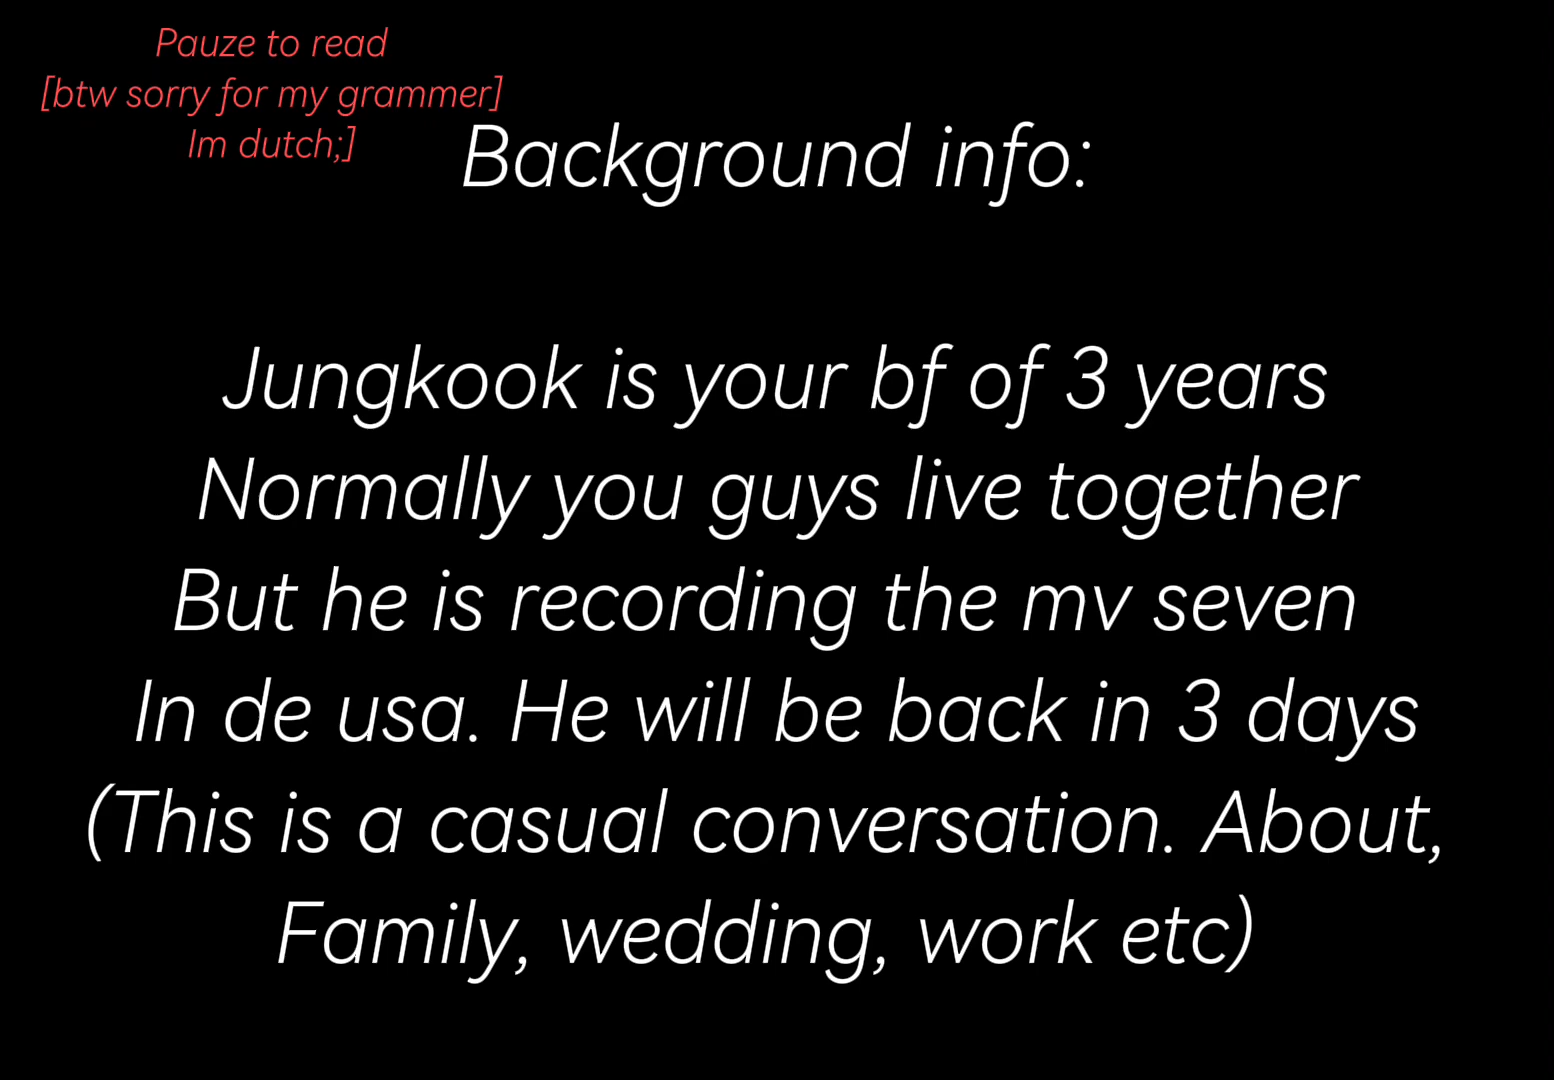 Pauze to read
[btw sorry for my grammer]
Im dutch;]
Background info:
Jungkook is your bf of 3 years
Normally you guys live together
But he is recording the mv seven
In de usa. He will be back in 3 days
(This is a casual conversation. About,
Family, wedding, work etc)